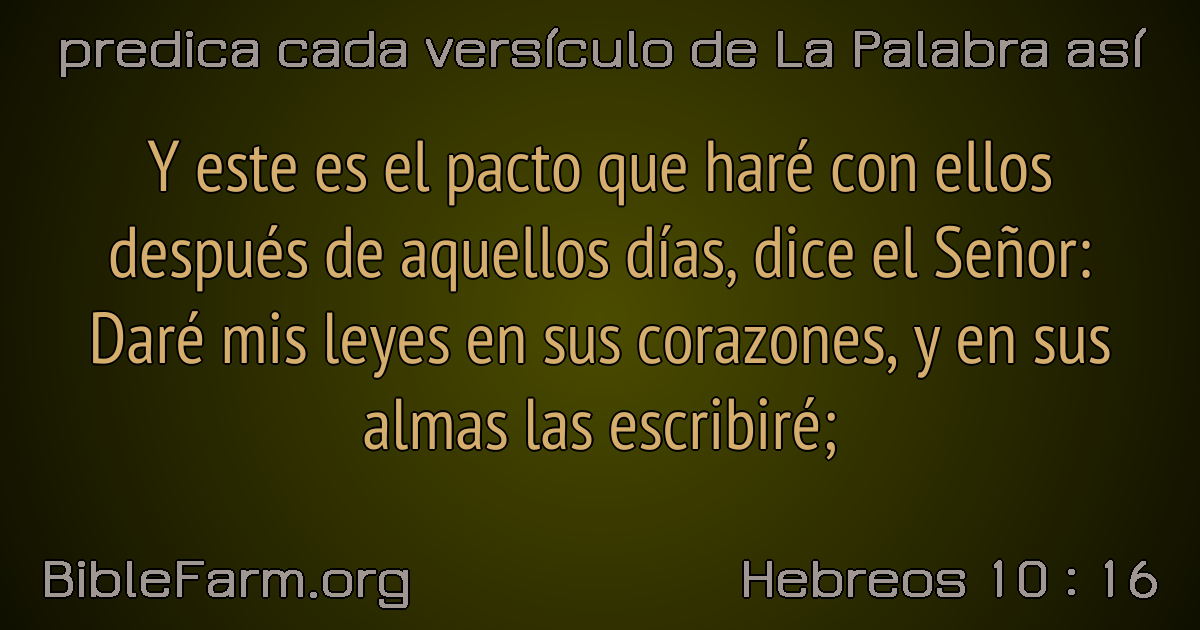 predica cada versículo de La Palabra así
Y este es el pacto que haré con ellos
después de aquellos días, dice el Señor:
Daré mis leyes en sus corazones, y en sus
almas las escribiré;
BibleFarm.org
Hebreos 10 : 16